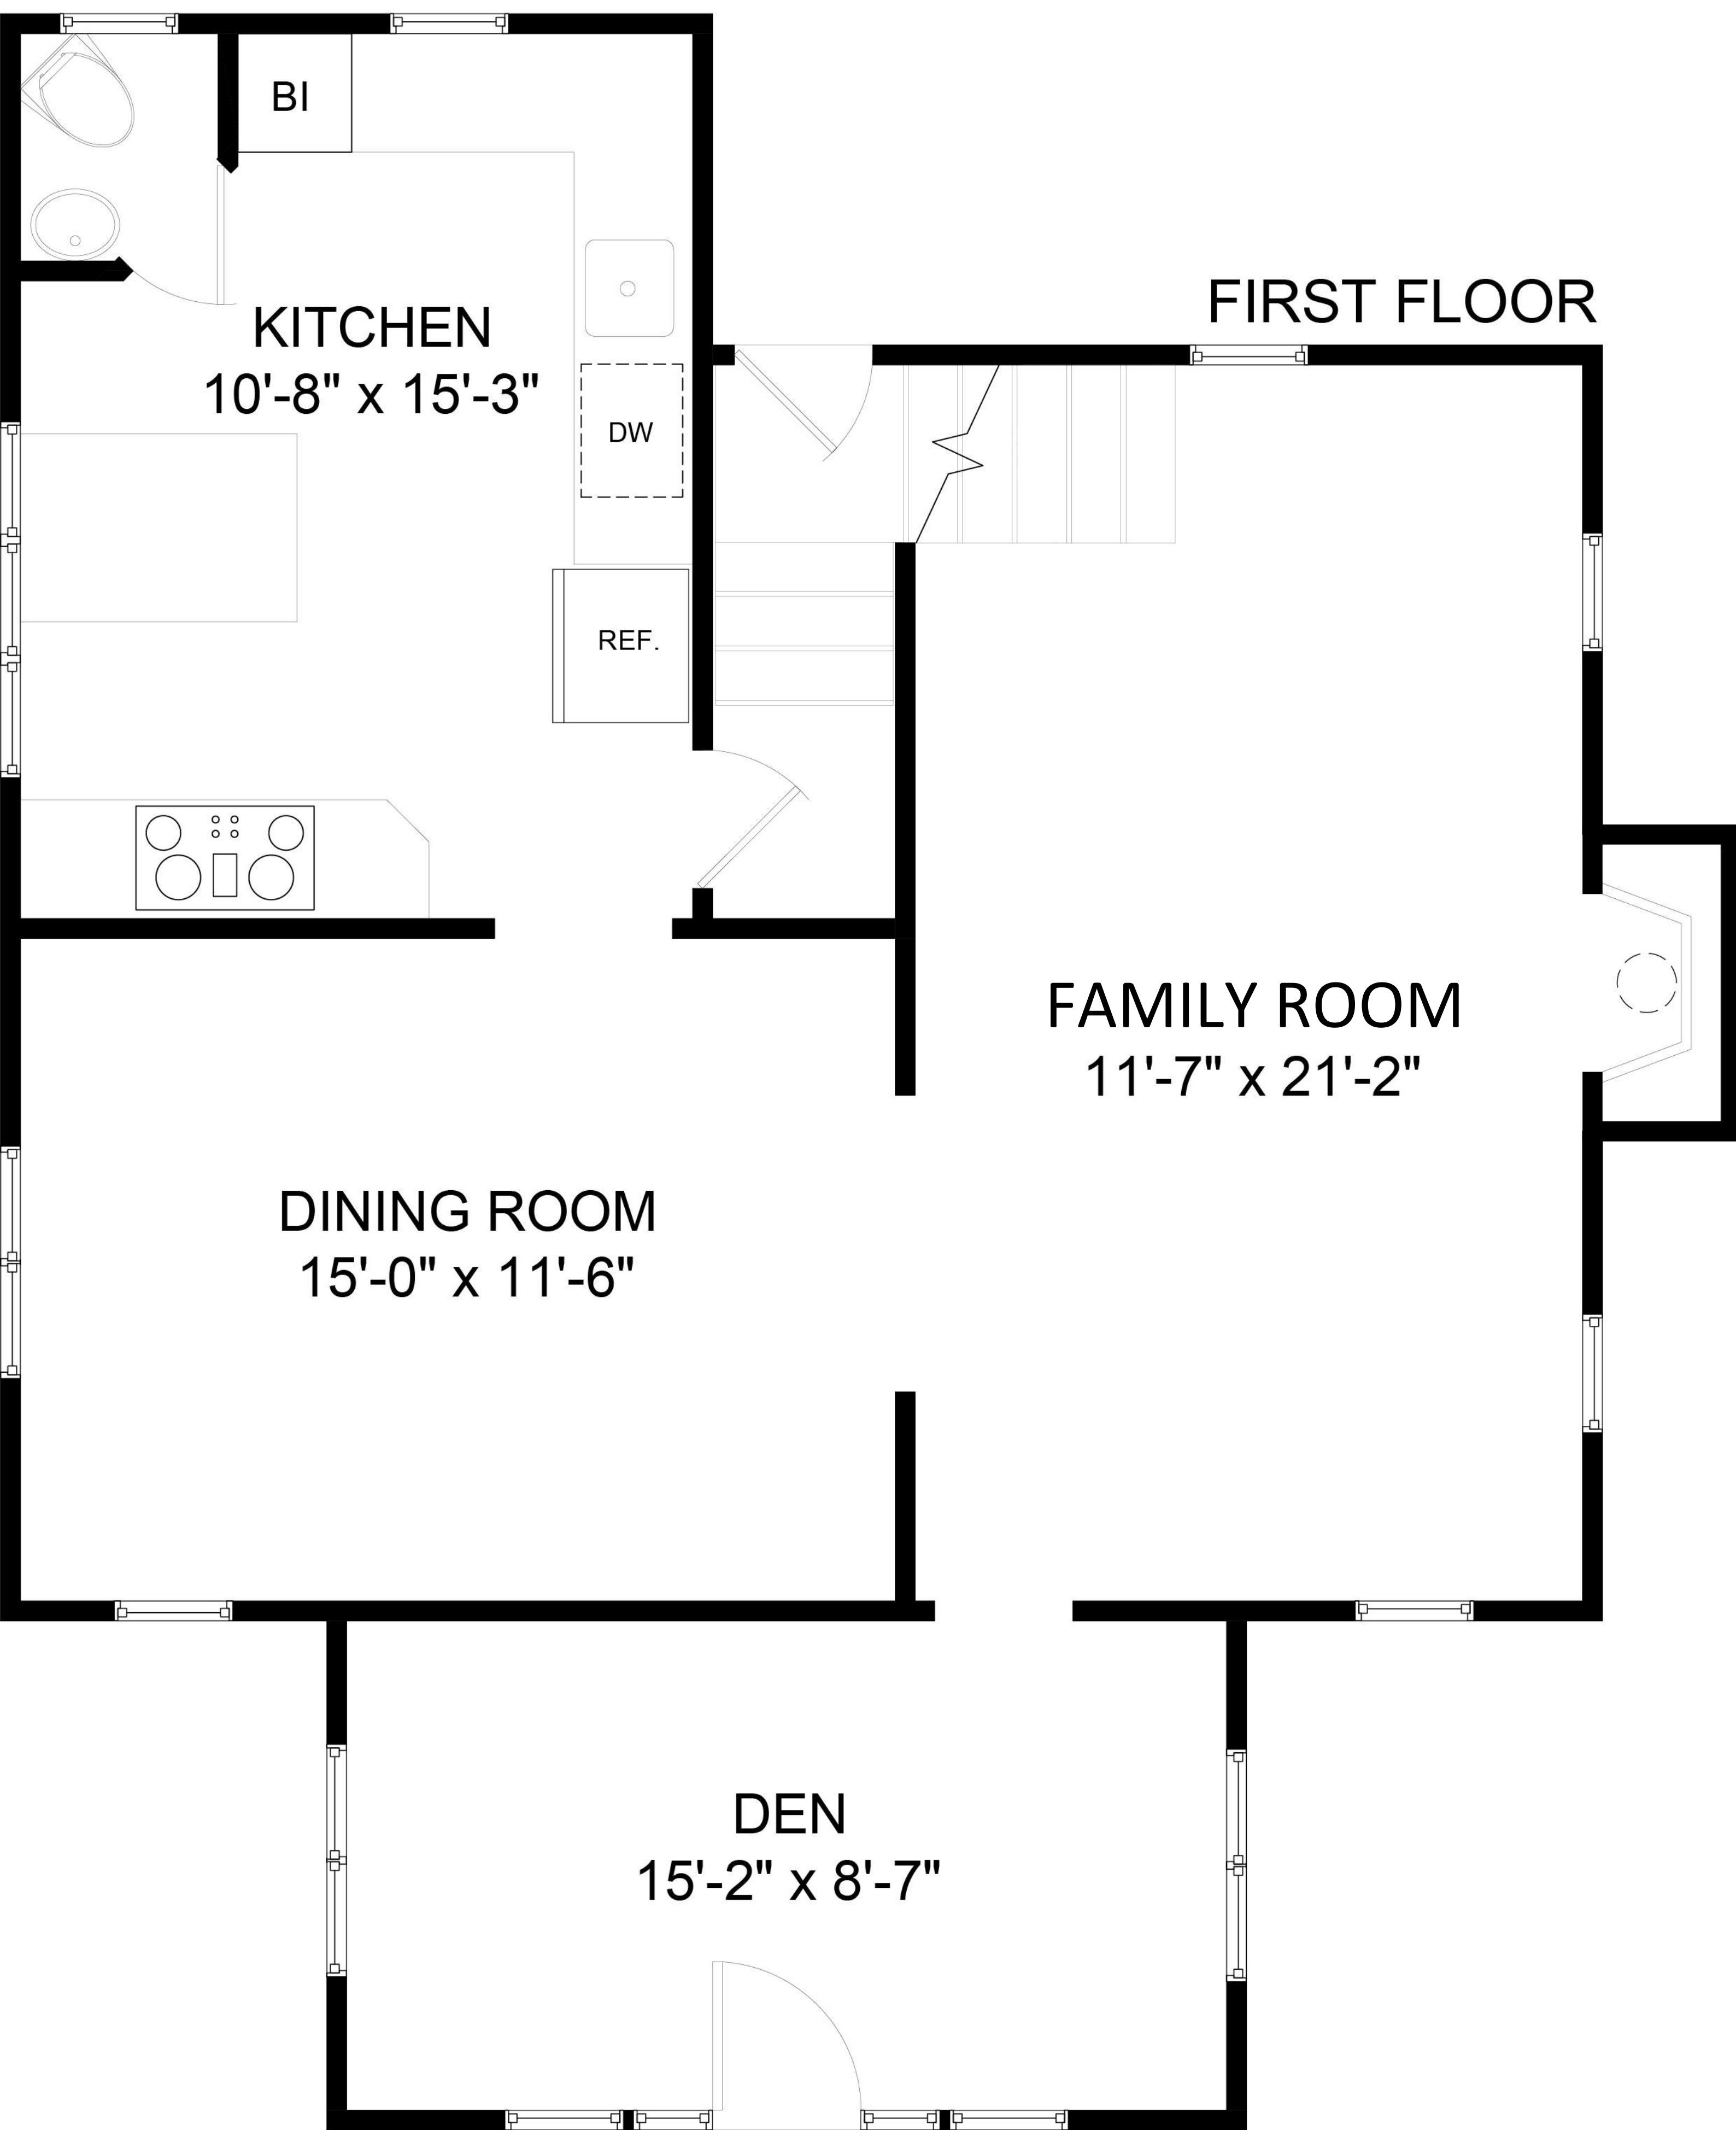 BI
FIRST FLOOR
KITCHEN
10'-8" x 15'-3"
DW
REF.
FAMILY ROOM
11'-7" x 21'-2"
DINING ROOM
15'-0" x 11'-6"
DEN
15'-2" x 8'-7"